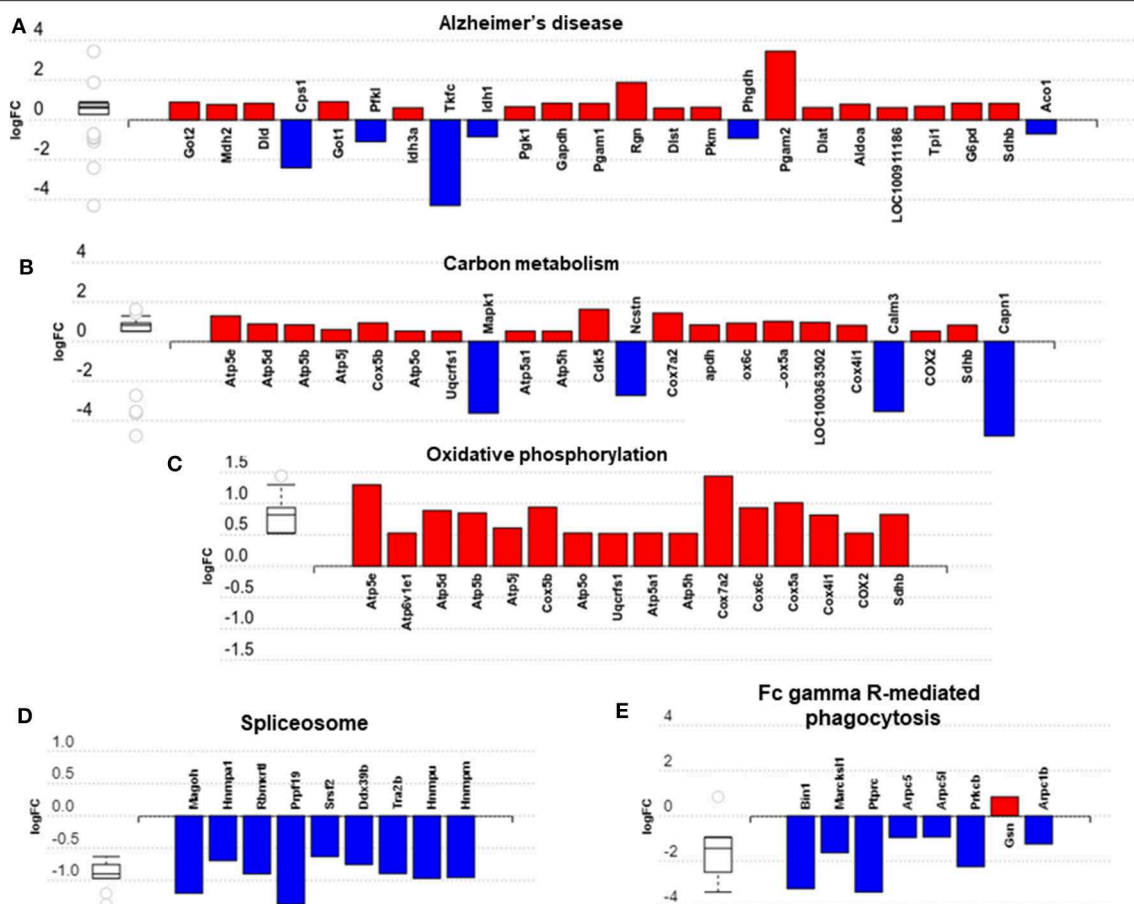 A
Alzheimer's disease
4
2
0
-2
-4
logFC
Got2
Mdh2
Dld
Cps1
Got1
Pfkl
Idh3a
Tkfc
Idh1
Pgk1
Gapdh
Pgam1
Rgn
Dlst
Pkm
Phgdh
Pgam2
Dlat
Aldoa
LOC100911186
Tpi1
G6pd
Sdhb
Aco1
B
Carbon metabolism
4
2
0
-2
-4
logFC
Atp5e
Atp5d
Atp5b
Atp5j
Cox5b
Atp5o
Uqcrfs1
Mapk1
Atp5a1
Atp5h
Cdk5
Ncstn
Cox7a2
apdh
ox6c
ox5a
LOC100363502
Cox4i1
Calm3
COX2
Sdhb
Capn1
C
Oxidative phosphorylation
1.5
1.0
0.5
0.0
-0.5
-1.0
-1.5
logFC
Atp5e
Atp6v1e1
Atp5d
Atp5b
Atp5j
Cox5b
Atp5o
Uqcrfs1
Atp5a1
Atp5h
Cox7a2
Cox6c
Cox5a
Cox4i1
COX2
Sdhb
D
Spliceosome
1.0
0.5
0.0
-0.5
-1.0
logFC
Magoh
Hnrnpa1
Rbmxrtl
Prpf19
Srsf2
Ddx39b
Tra2b
Hnrnpu
Hnrnpm
E
Fc gamma R-mediated
phagocytosis
4
2
0
-2
-4
logFC
Bin1
Marcksl1
Ptprc
Arpc5
Arpc5l
Prkcb
Gsn
Arpc1b